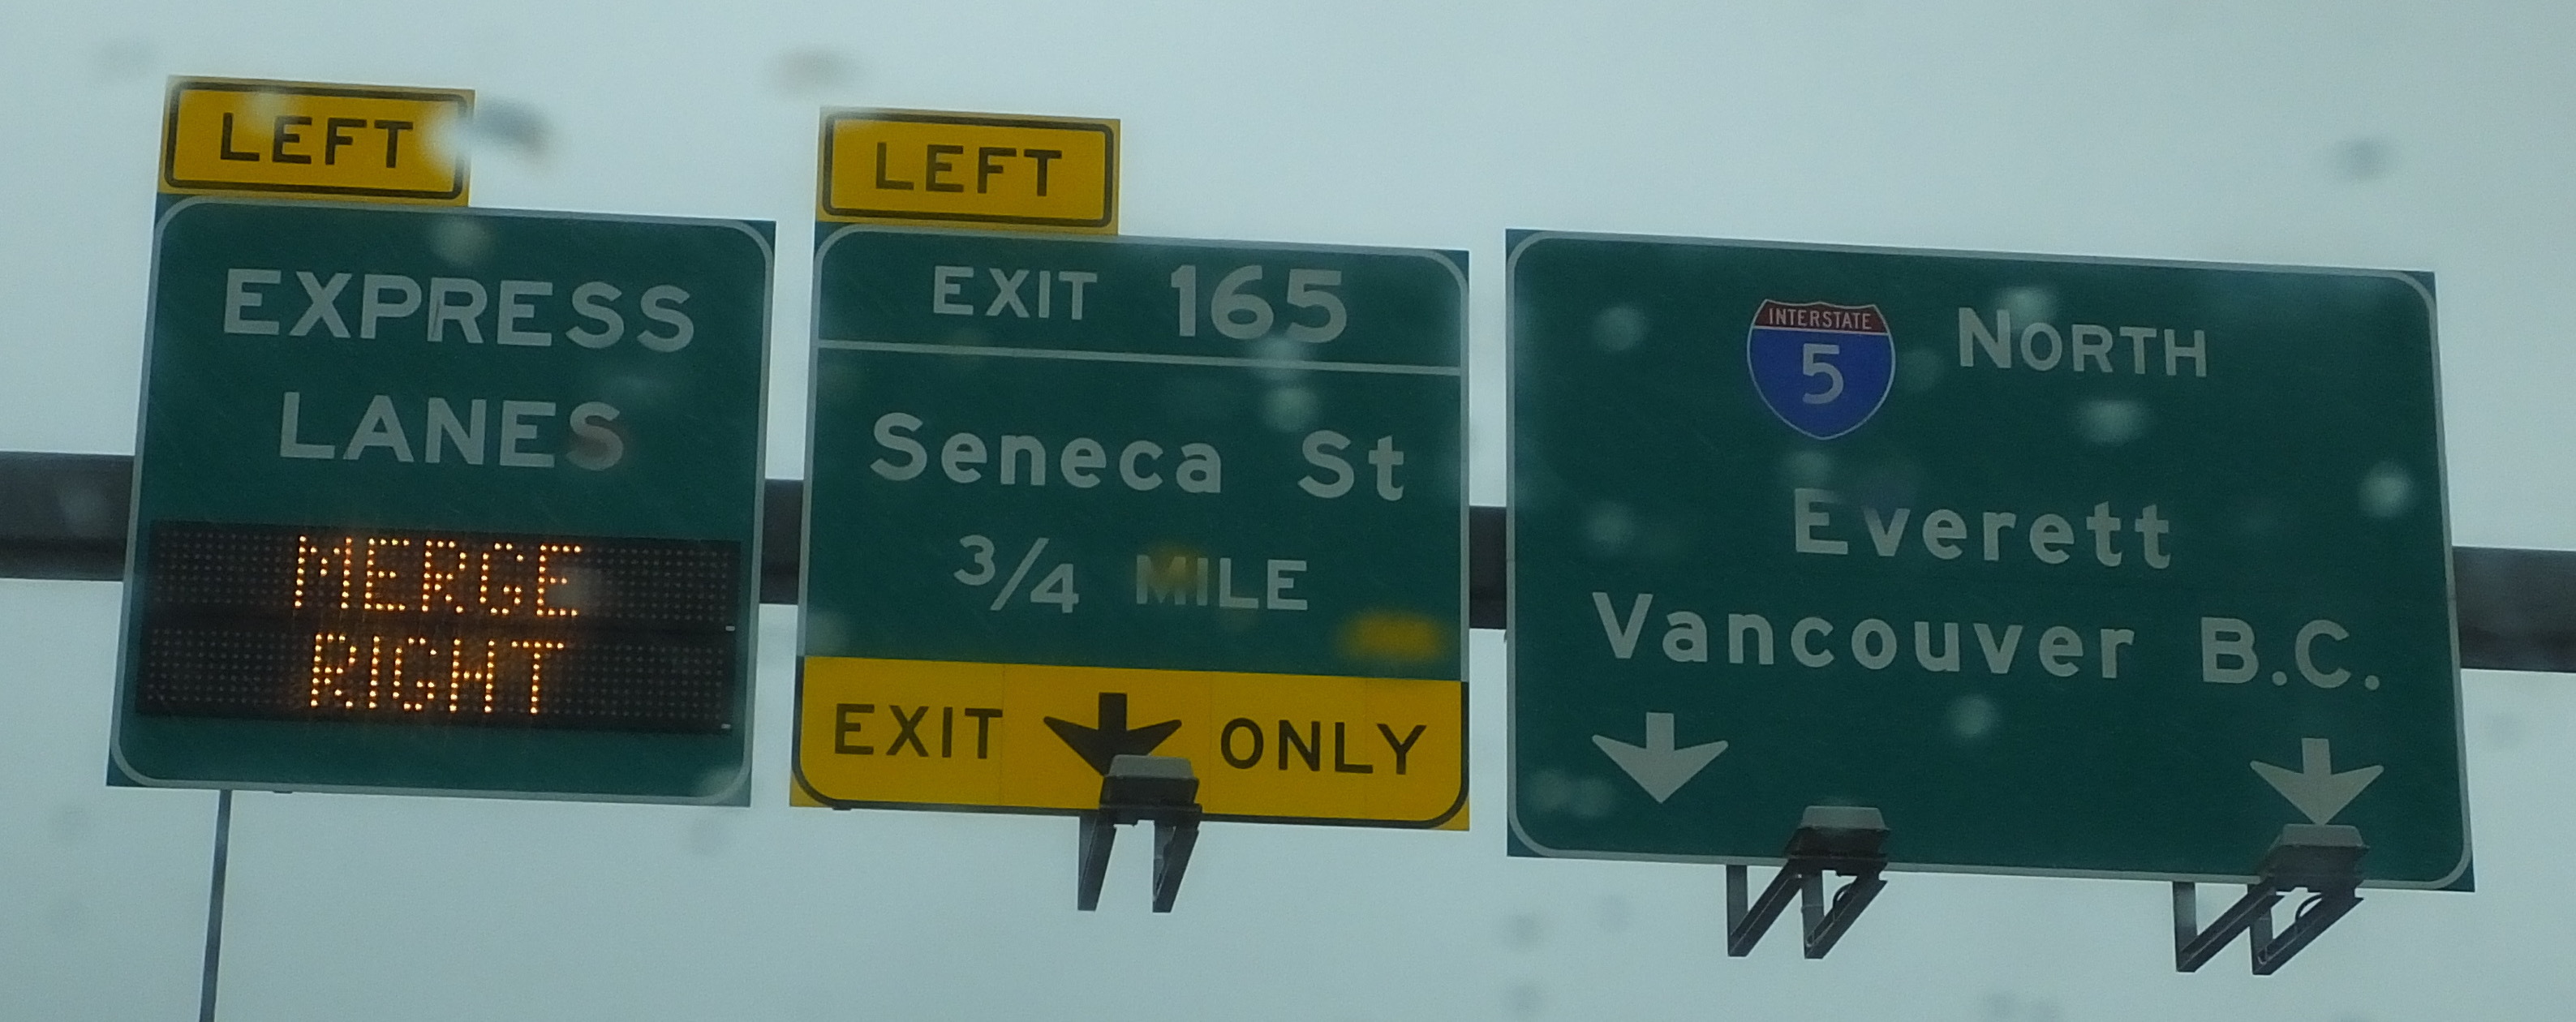 LEFT
EXPRESS
LANES
MERGE
RIGHT
LEFT
EXIT 165
Seneca St
3/4 MILE
EXIT ONLY
INTERSTATE
5
NORTH
Everett
Vancouver B.C.